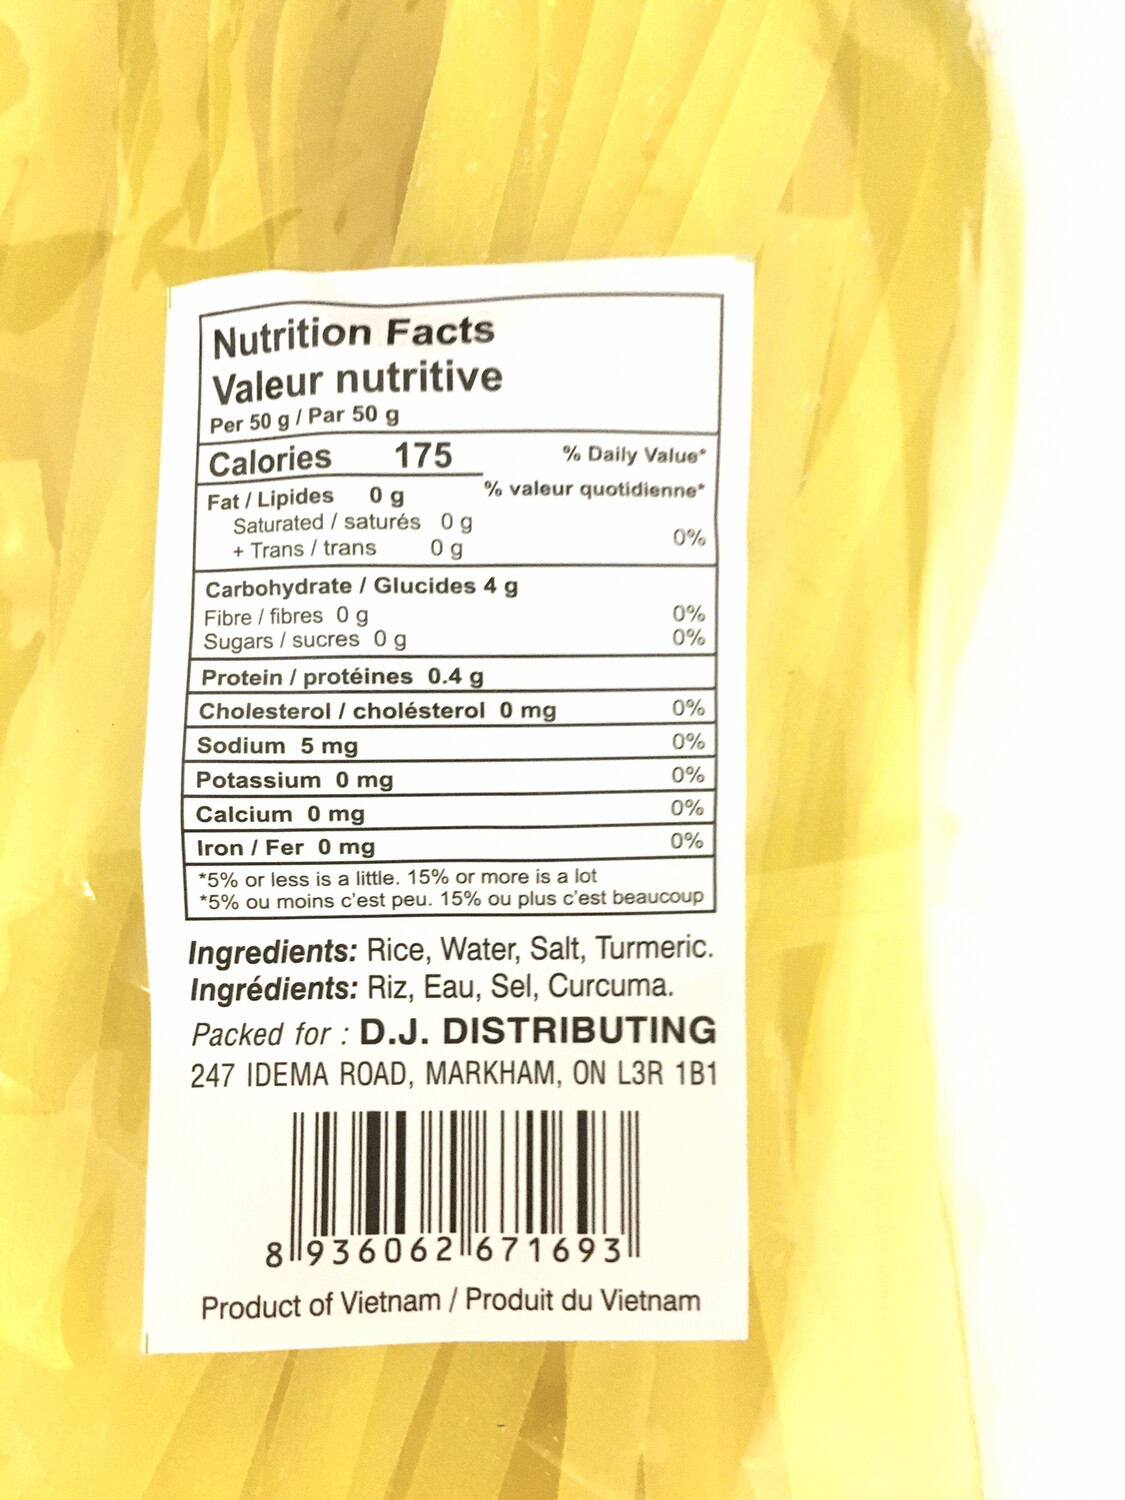 Nutrition Facts
Valeur nutritive
Per 50 g / Par 50 g
Calories 175 % Daily Value*
% valeur quotidienne*
Fat / Lipides 0 g
Saturated / saturés 0 g
+ Trans / trans 0 g 0%
Carbohydrate / Glucides 4 g
Fibre / fibres 0 g 0%
Sugars / sucres 0 g 0%
Protein / protéines 0.4 g
Cholesterol / cholésterol 0 mg 0%
Sodium 5 mg 0%
Potassium 0 mg 0%
Calcium 0 mg 0%
Iron / Fer 0 mg 0%
*5% or less is a little. 15% or more is a lot
*5% ou moins c'est peu. 15% ou plus c'est beaucoup
Ingredients: Rice, Water, Salt, Turmeric.
Ingrédients: Riz, Eau, Sel, Curcuma.
Packed for : D.J. DISTRIBUTING
247 IDEMA ROAD, MARKHAM, ON L3R 1B1
8 936062 671693
Product of Vietnam / Produit du Vietnam